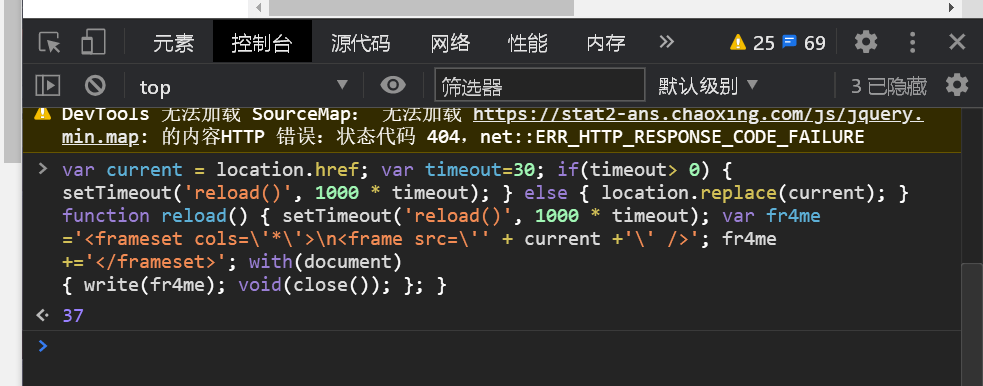 元素 控制台 源代码 网络 性能 内存 » 25 69
top 筛选器 默认级别 3 已隐藏
DevTools 无法加载 SourceMap: 无法加载 https://stat2-ans.chaoxing.com/js/jquery.
min.map: 的内容HTTP 错误: 状态代码 404, net::ERR_HTTP_RESPONSE_CODE_FAILURE
> var current = location.href; var timeout=30; if(timeout> 0) {
setTimeout('reload()', 1000 * timeout); } else { location.replace(current); }
function reload() { setTimeout('reload()', 1000 * timeout); var fr4me
='<frameset cols=\'*\'>\n<frame src=\'' + current +'\' />'; fr4me
+='</frameset>'; with(document)
{ write(fr4me); void(close()); }; }
37
>